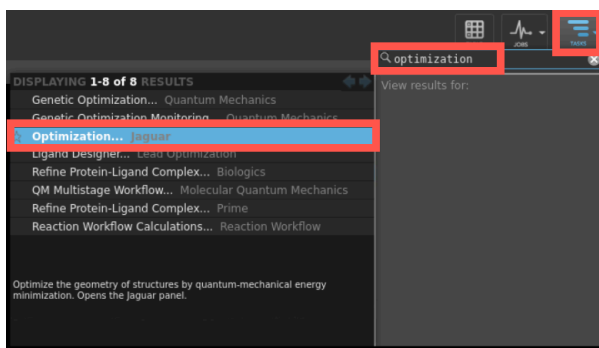 JOBS
TASKS
optimization
DISPLAYING 1-8 of 8 RESULTS
View results for:
Genetic Optimization... Quantum Mechanics
Genetic Optimization Monitoring... Quantum Mechanics
Optimization... Jaguar
Ligand Designer... Lead Optimization
Refine Protein-Ligand Complex... Biologics
QM Multistage Workflow... Molecular Quantum Mechanics
Refine Protein-Ligand Complex... Prime
Reaction Workflow Calculations... Reaction Workflow
Optimize the geometry of structures by quantum-mechanical energy
minimization. Opens the Jaguar panel.